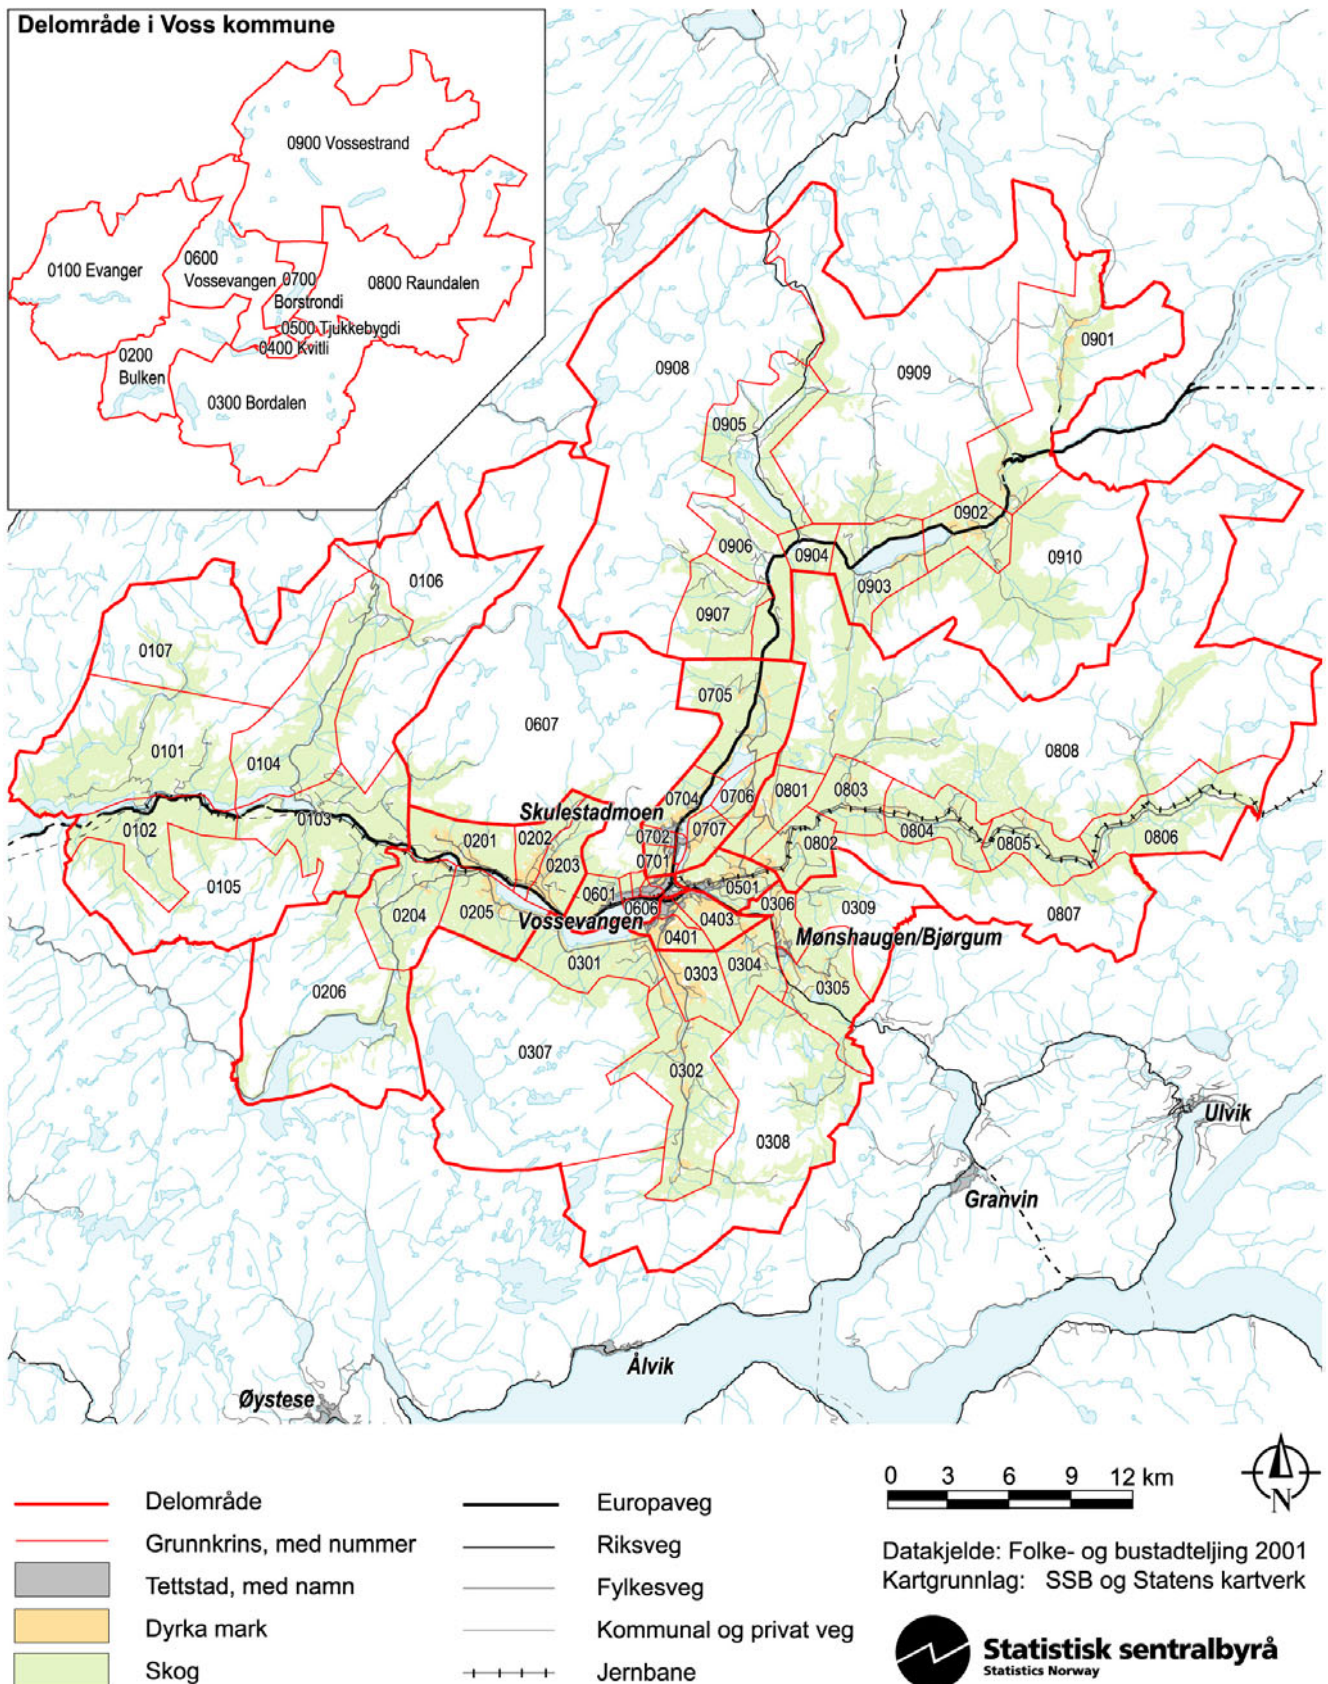 Delområde i Voss kommune
0900 Vossestrand
0100 Evanger
0600
Vossevangen
0700
Borstrondi
0800 Raundalen
0500 Tjukkebygdi
0400 Kvitli
0200
Bulken
0300 Bordalen
0908
0909
0901
0905
0902
0906
0904
0910
0903
0907
0106
0107
0705
0607
0101
0104
0808
0801
0803
0704
0706
Skulestadmoen
0103
0102
0201
0202
0203
0702
0707
0701
0802
0804
0805
0806
0105
0601
0501
0606
0306
0309
0807
0204
0205
Vossevangen
0403
0401
Mønshaugen/Bjørgum
0301
0303
0304
0305
0206
0307
0302
0308
Ulvik
Granvin
Ålvik
Øystese
0 3 6 9 12 km
N
Delområde
Grunnkrins, med nummer
Tettstad, med namn
Dyrka mark
Skog
Europaveg
Riksveg
Fylkesveg
Kommunal og privat veg
Jernbane
Datakjelde: Folke- og bustadteljing 2001
Kartgrunnlag: SSB og Statens kartverk
Statistisk sentralbyrå
Statistics Norway